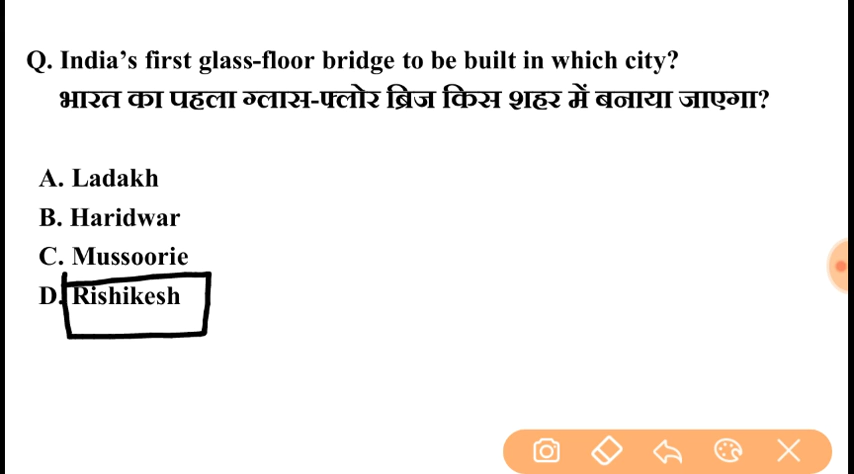 Q. India’s first glass-floor bridge to be built in which city?
भारत का पहला ग्लास-फ्लोर ब्रिज किस शहर में बनाया जाएगा?
A. Ladakh
B. Haridwar
C. Mussoorie
D. Rishikesh